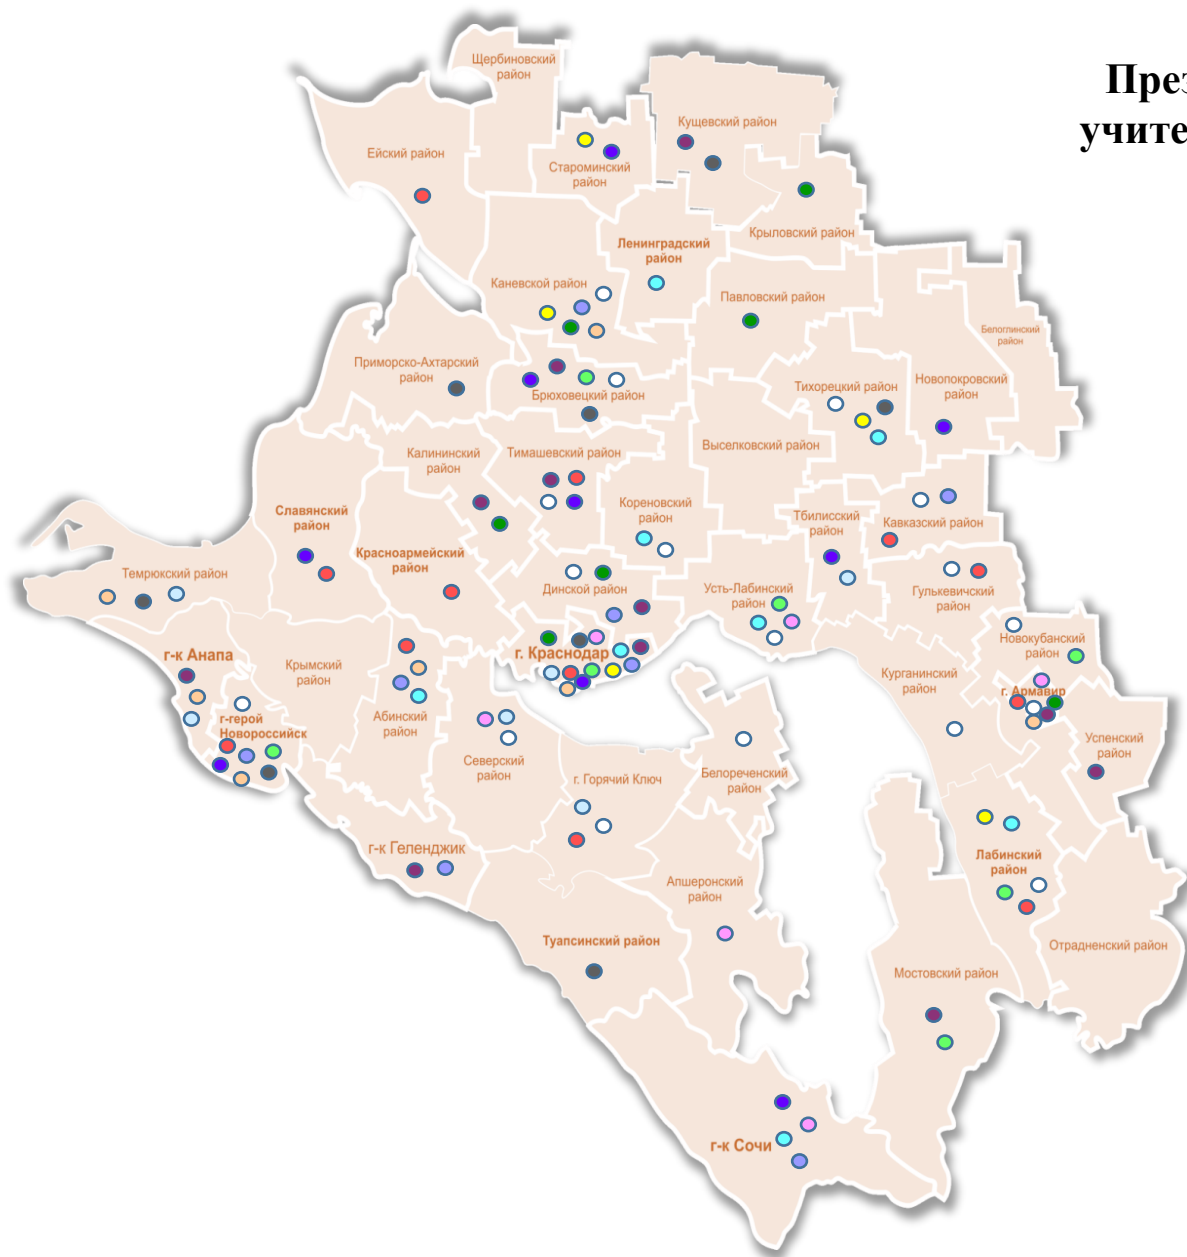 През
учите
Щербиновский
район
Кущевский район
Ейский район
Староминский
район
Крыловский район
Ленинградский
район
Каневской район
Павловский район
Белоглинский
район
Приморско-Ахтарский
район
Брюховецкий район
Тихорецкий район
Новопокровский
район
Калининский
район
Тимашевский район
Выселковский район
Кореновский
район
Тбилисский
район
Кавказский район
Славянский
район
Красноармейский
район
Темрюкский район
Динской район
Усть-Лабинский
район
Гулькевичский
район
Новокубанский
район
г. Краснодар
г-к Анапа
Крымский
район
Курганинский
район
г. Армавир
г-герой
Новороссийск
Абинский
район
Северский
район
Успенский
район
г. Горячий Ключ
Белореченский
район
г-к Геленджик
Лабинский
район
Апшеронский
район
Туапсинский район
Отрадненский район
Мостовский район
г-к Сочи